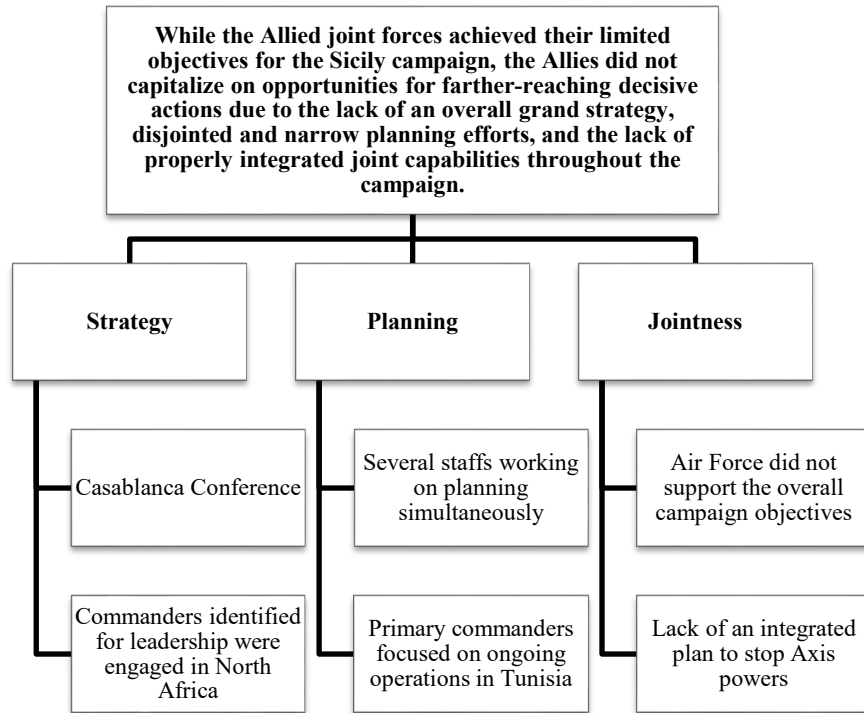 While the Allied joint forces achieved their limited
objectives for the Sicily campaign, the Allies did not
capitalize on opportunities for farther-reaching decisive
actions due to the lack of an overall grand strategy,
disjointed and narrow planning efforts, and the lack of
properly integrated joint capabilities throughout the
campaign.
Strategy
Planning
Jointness
Casablanca Conference
Several staffs working
on planning
simultaneously
Air Force did not
support the overall
campaign objectives
Commanders identified
for leadership were
engaged in North
Africa
Primary commanders
focused on ongoing
operations in Tunisia
Lack of an integrated
plan to stop Axis
powers